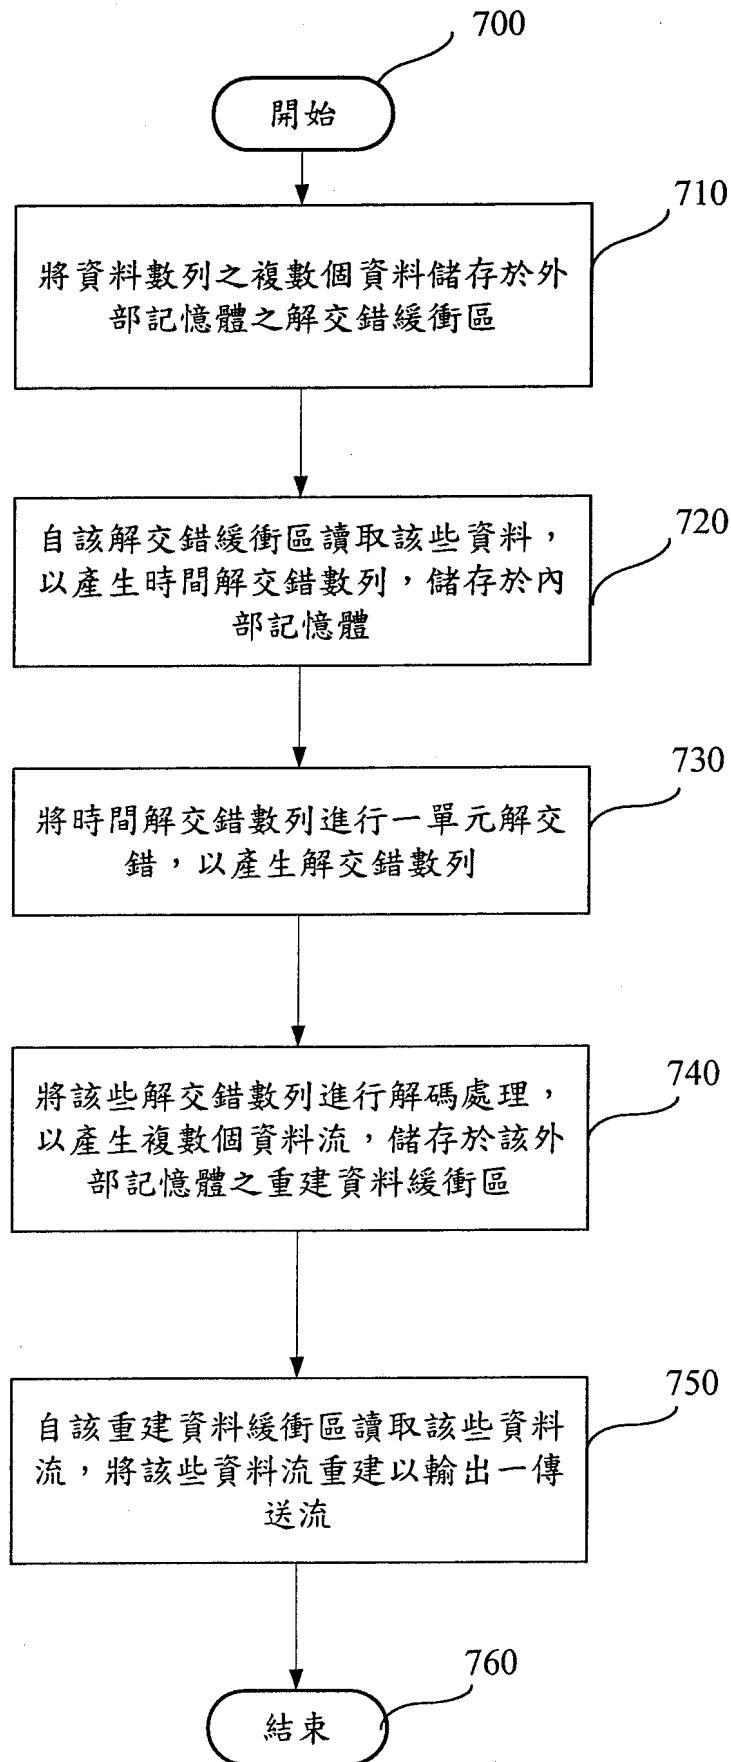 700
開始
710
將資料數列之複數個資料儲存於外
部記憶體之解交錯緩衝區
720
自該解交錯緩衝區讀取該些資料，
以產生時間解交錯數列，儲存於內
部記憶體
730
將時間解交錯數列進行一單元解交
錯，以產生解交錯數列
740
將該些解交錯數列進行解碼處理，
以產生複數個資料流，儲存於該外
部記憶體之重建資料緩衝區
750
自該重建資料緩衝區讀取該些資料
流，將該些資料流重建以輸出一傳
送流
760
結束